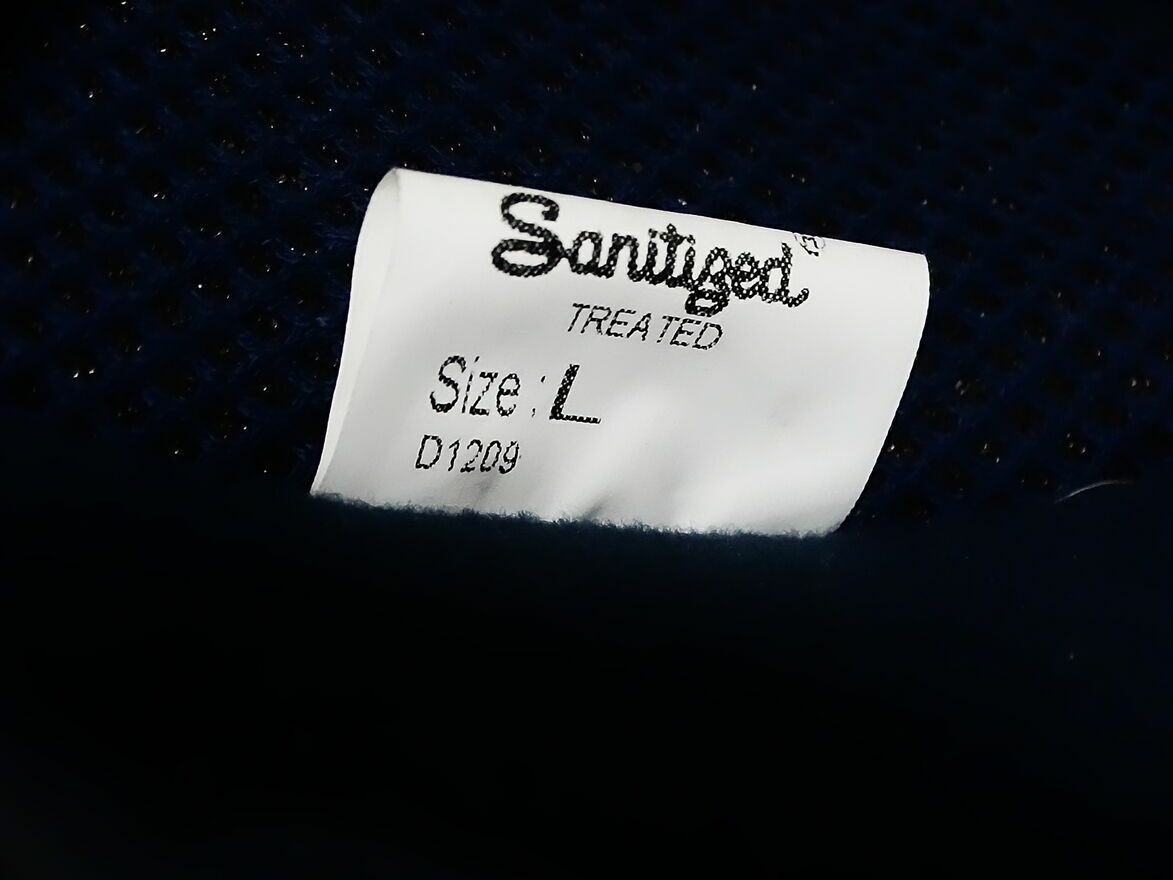 Sanitized®
TREATED
Size : L
D1209